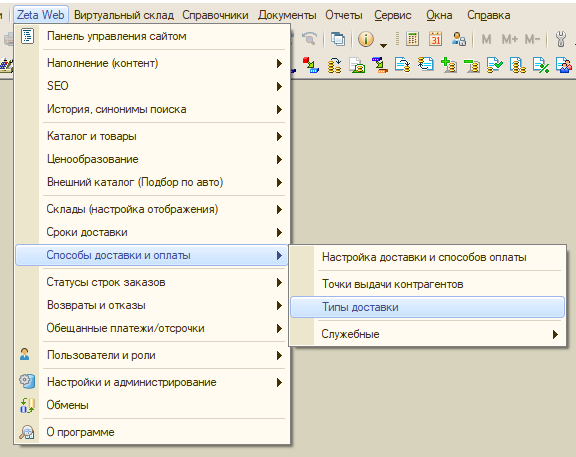 и Zeta Web Виртуальный склад Справочники Документы Отчеты Сервис Окна Справка
Панель управления сайтом
M M+ M-
31
Наполнение (контент)
SEO
История, синонимы поиска
Каталог и товары
Ценообразование
Внешний каталог (Подбор по авто)
Склады (настройка отображения)
Сроки доставки
Способы доставки и оплаты
Настройка доставки и способов оплаты
Статусы строк заказов
Точки выдачи контрагентов
Возвраты и отказы
Типы доставки
Обещанные платежи/отсрочки
Служебные
Пользователи и роли
Настройки и администрирование
Обмены
О программе